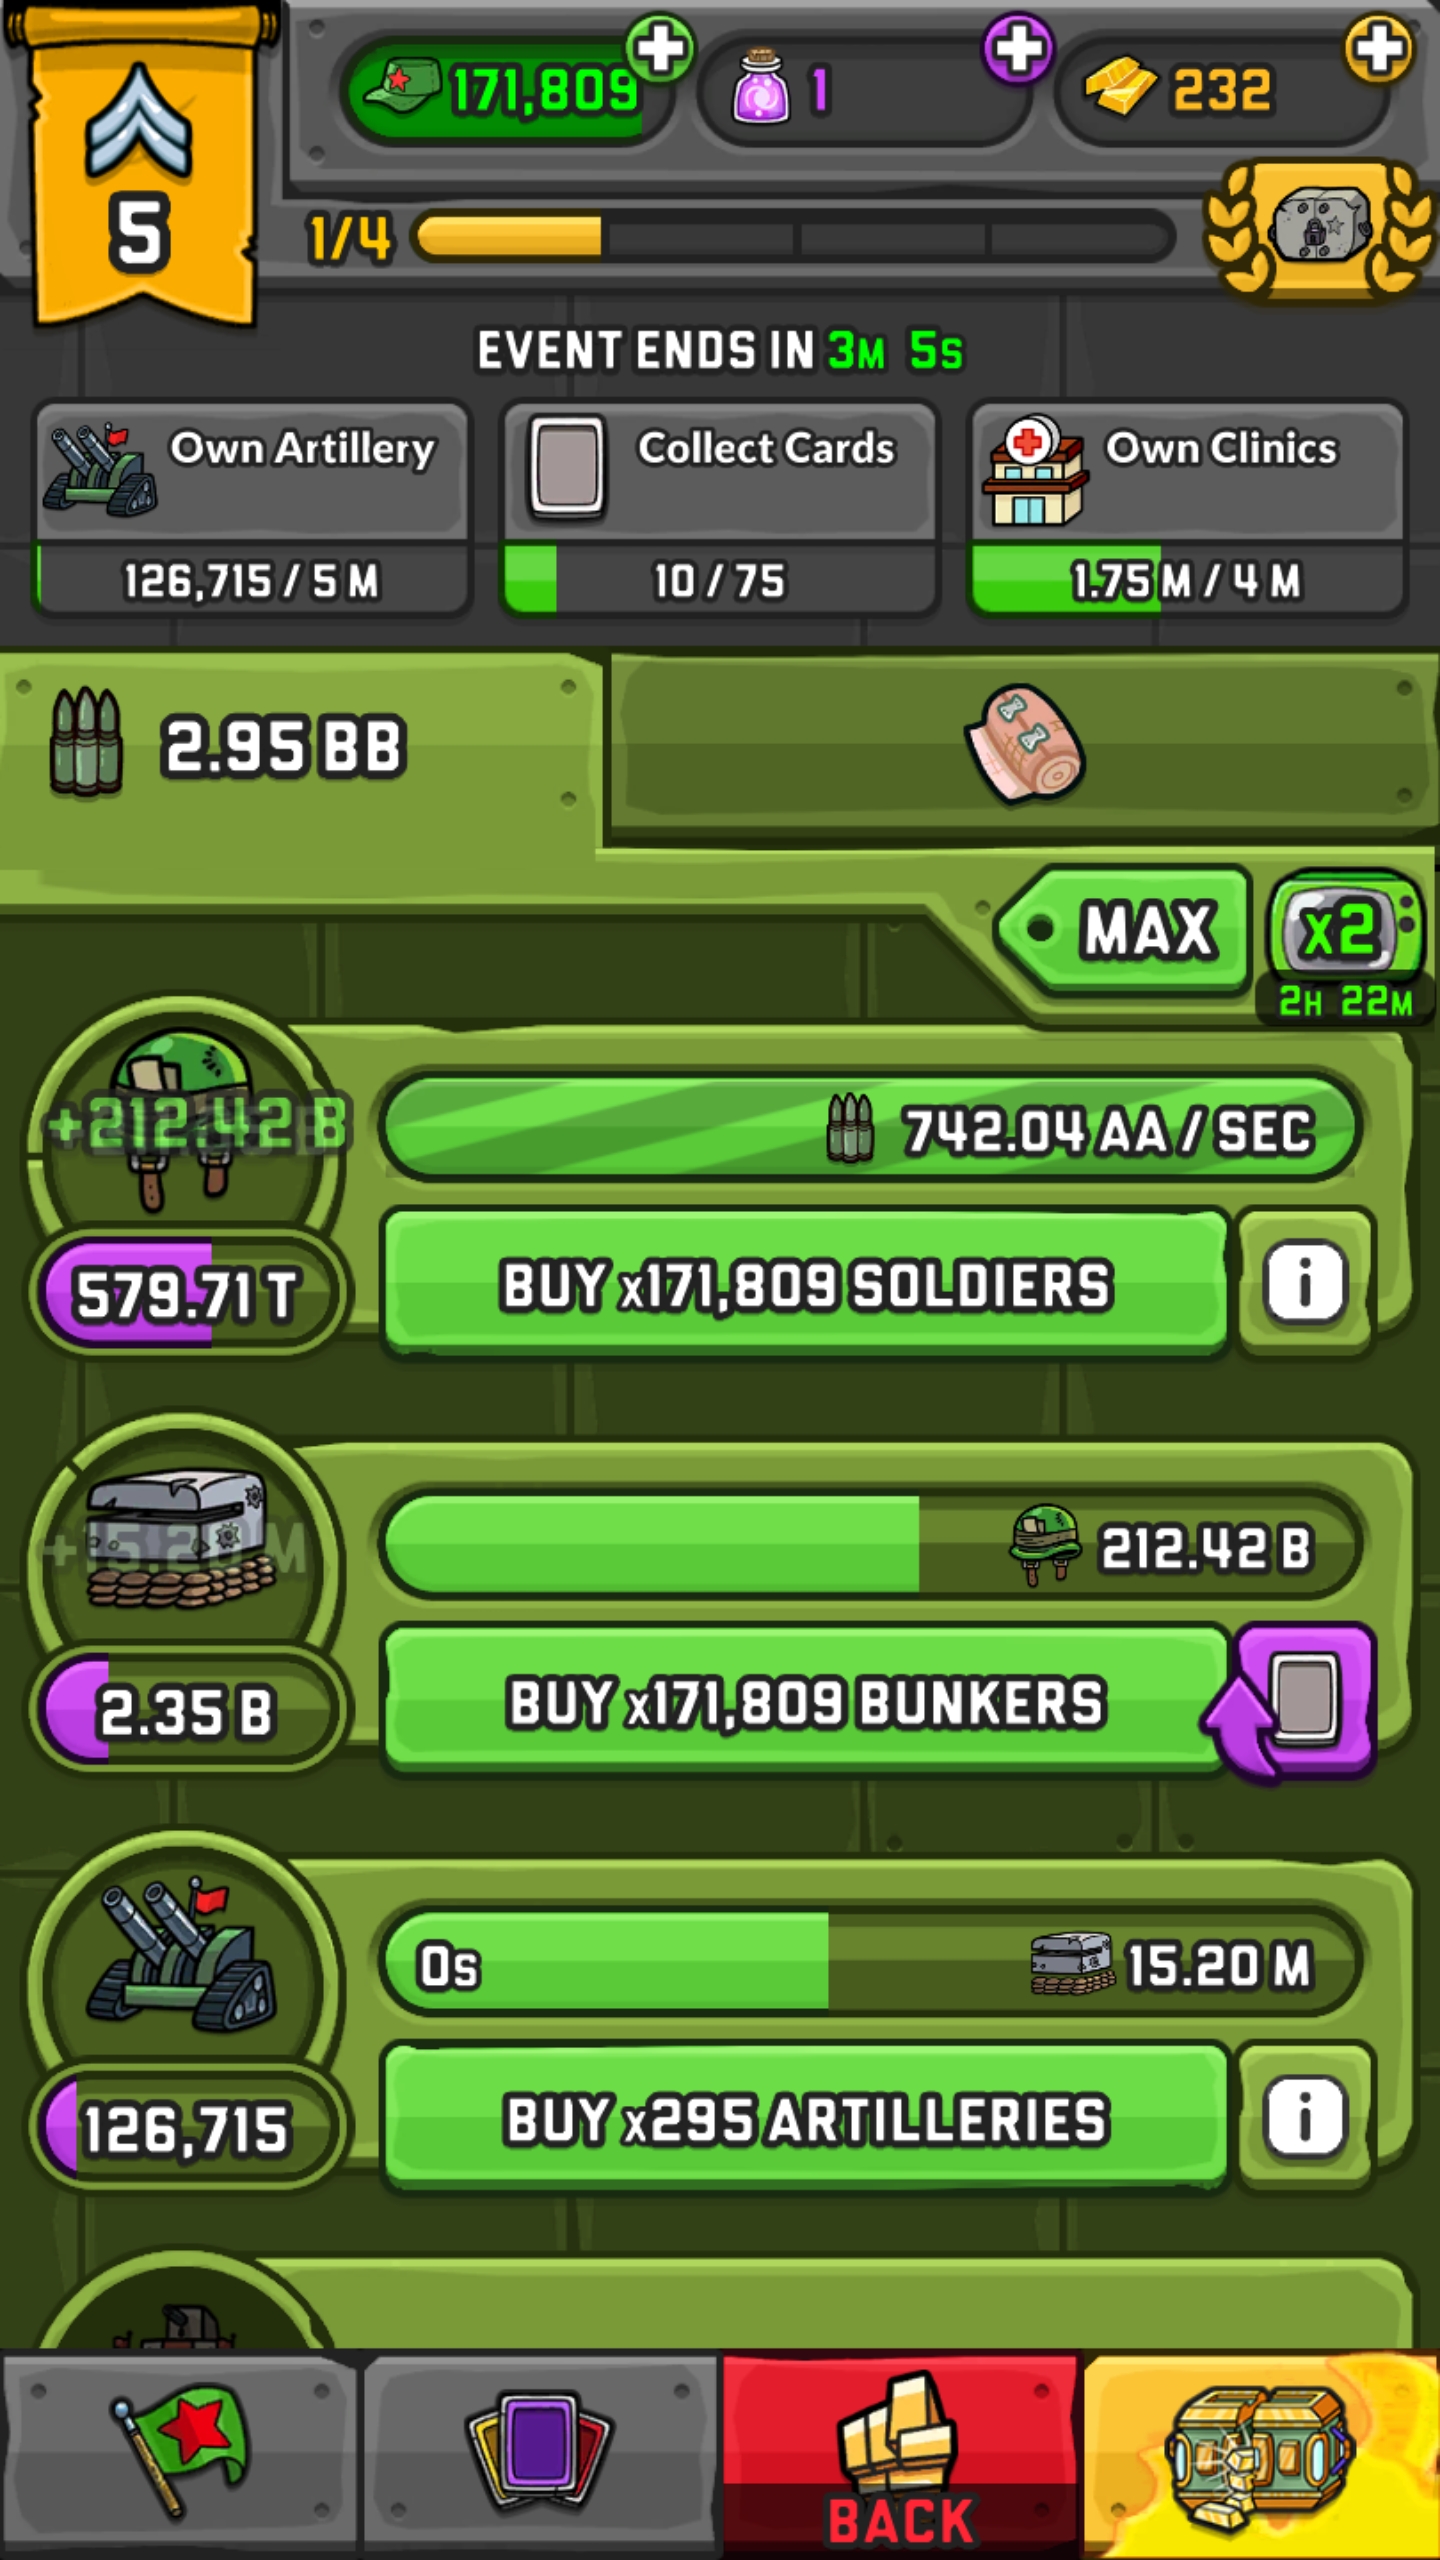 171,809
1
232
5
1/4
EVENT ENDS IN 3M 5S
Own Artillery
126,715 / 5 M
Collect Cards
10 / 75
Own Clinics
1.75 M / 4 M
2.95 BB
MAX
x2
2H 22M
+212.42 B
742.04 AA / SEC
579.71 T
BUY x171,809 SOLDIERS
i
+15.20 M
212.42 B
2.35 B
BUY x171,809 BUNKERS
0s
15.20 M
126,715
BUY x295 ARTILLERIES
i
BACK